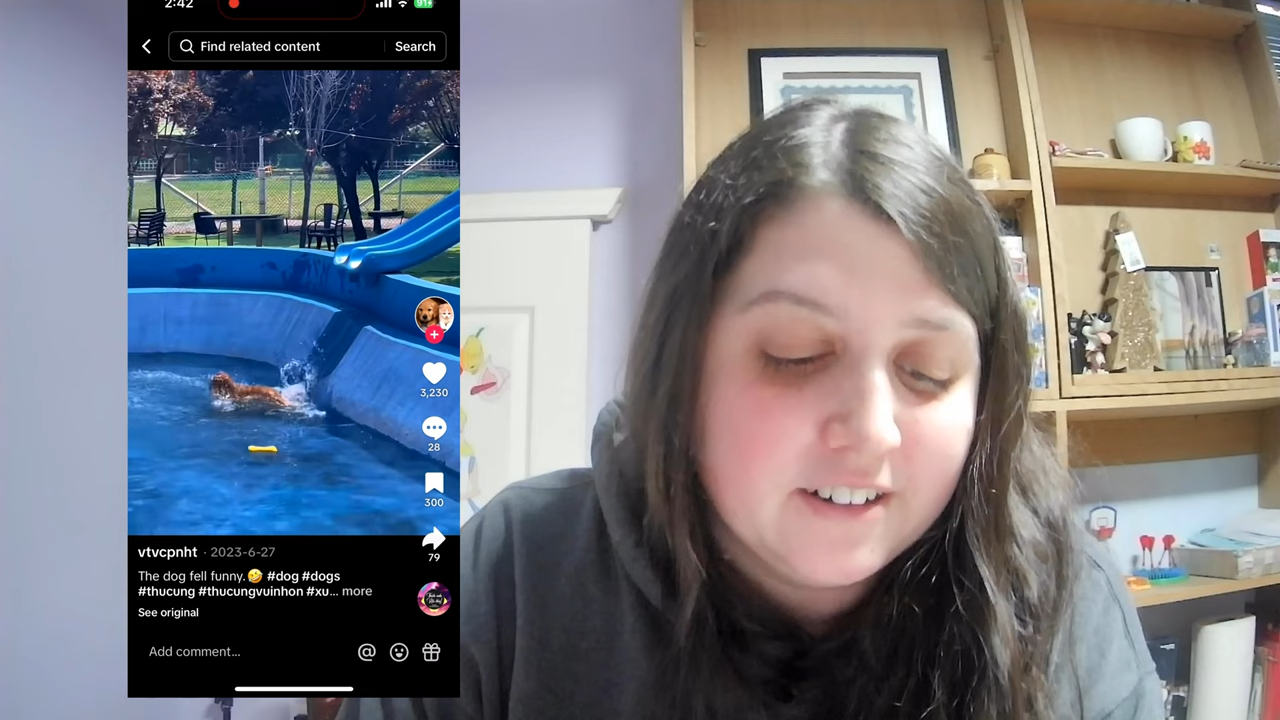 2:42
91
Find related content
Search
3,230
28
300
79
vtvcpnht · 2023-6-27
The dog fell funny.🤣 #dog #dogs
#thucung #thucungvuinhon #xu... more
See original
Add comment...